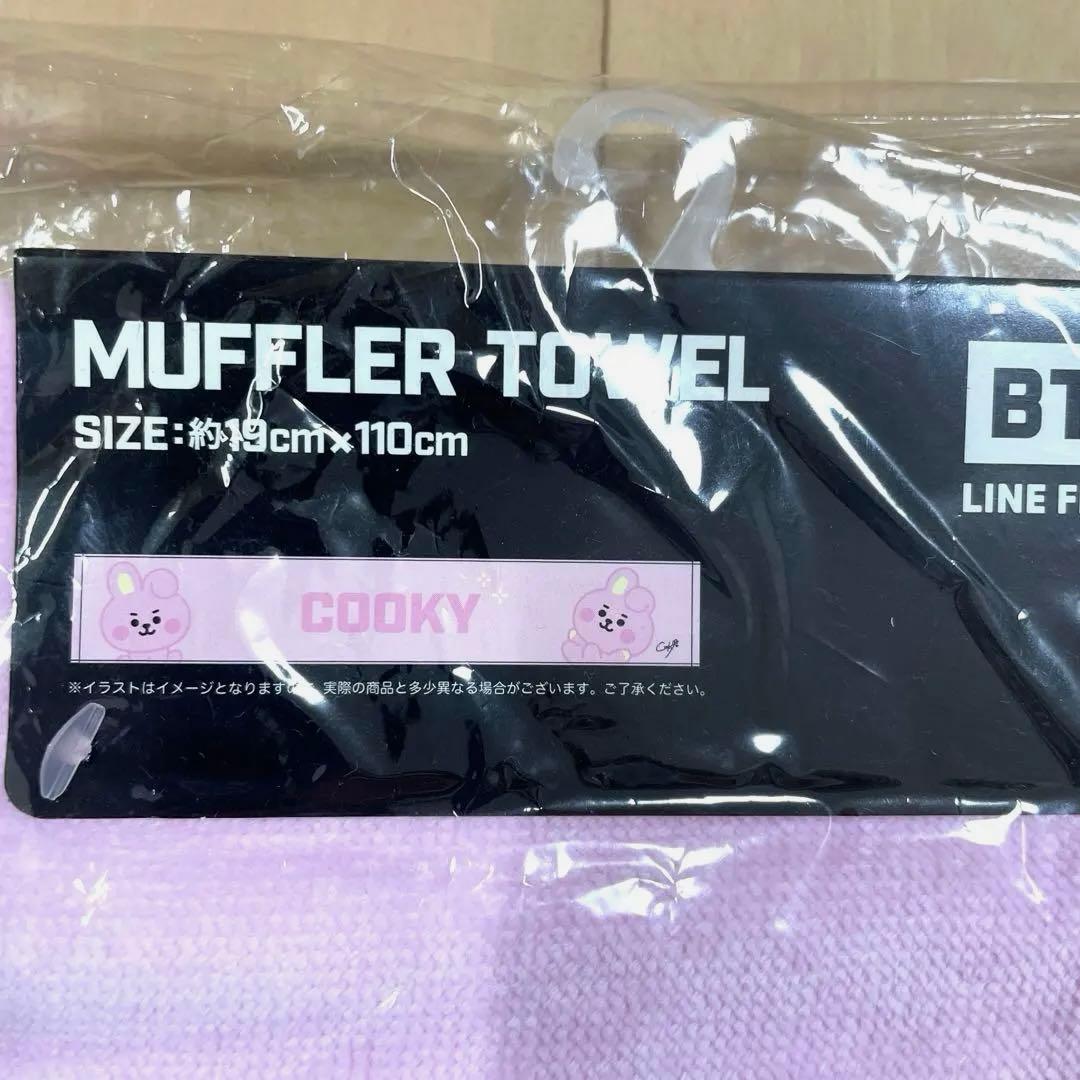 MUFFLER TOWEL
SIZE:約19cm×110cm
BT
LINE F
COOKY
※イラストはイメージとなりますの 実際の商品と多少異なる場合がございます。ご了承ください。